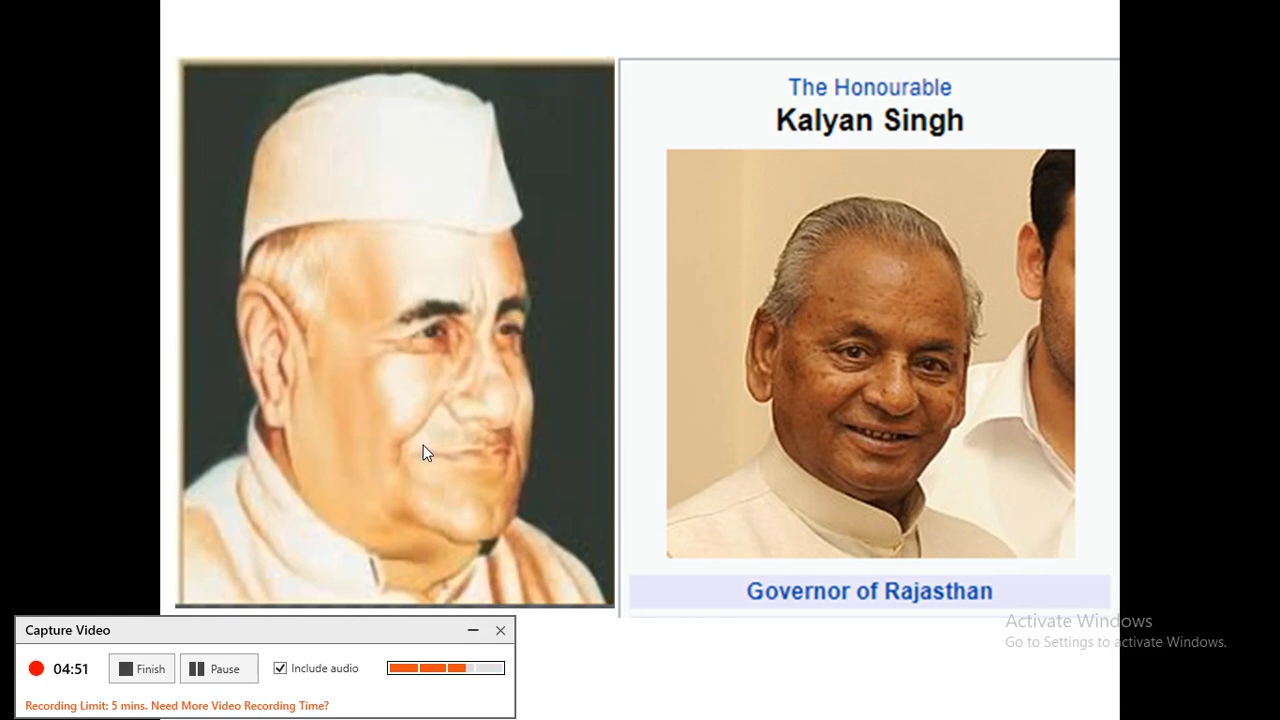 The Honourable
Kalyan Singh
Governor of Rajasthan
Capture Video
04:51
Finish
Pause
Include audio
Recording Limit: 5 mins. Need More Video Recording Time?
Activate Windows
Go to Settings to activate Windows.